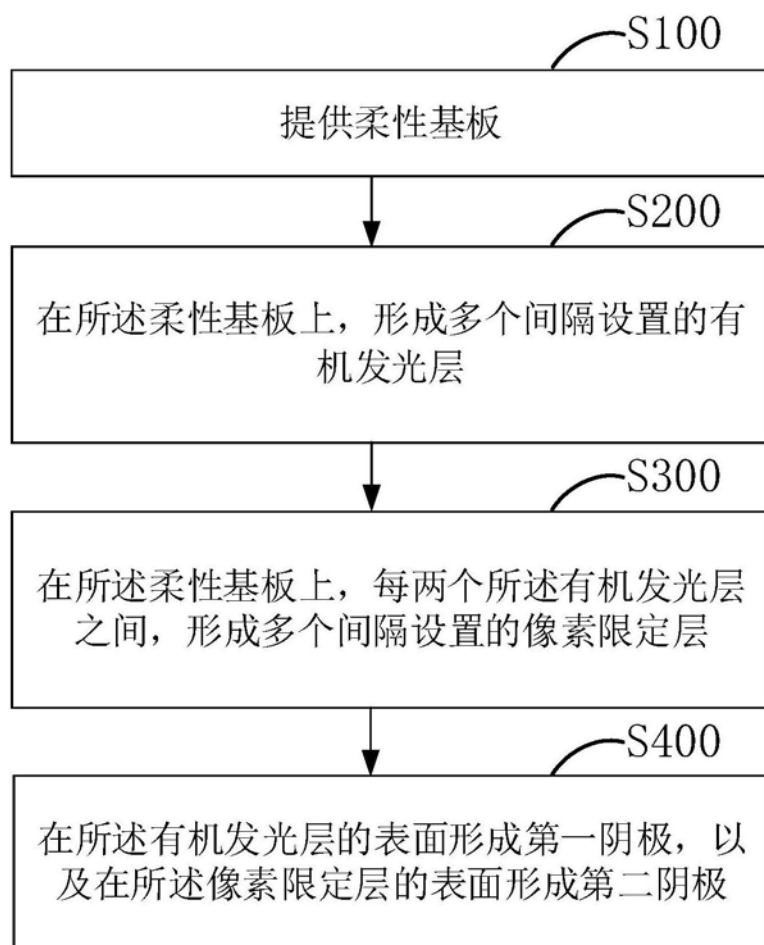 S100
提供柔性基板
S200
在所述柔性基板上，形成多个间隔设置的有
机发光层
S300
在所述柔性基板上，每两个所述有机发光层
之间，形成多个间隔设置的像素限定层
S400
在所述有机发光层的表面形成第一阴极，以
及在所述像素限定层的表面形成第二阴极